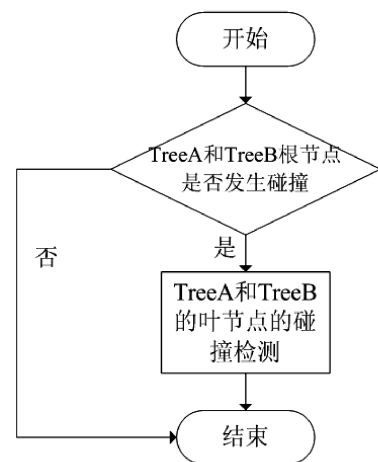 开始
TreeA和TreeB根节点
是否发生碰撞
否
是
TreeA和TreeB
的叶节点的碰
撞检测
结束